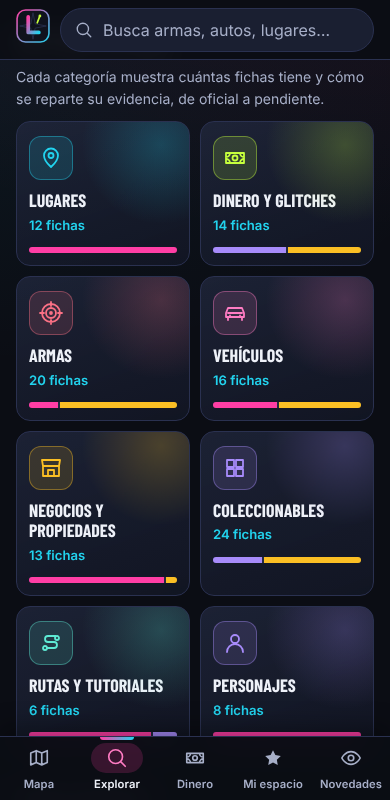 Busca armas, autos, lugares...
Cada categoría muestra cuántas fichas tiene y cómo
se reparte su evidencia, de oficial a pendiente.
LUGARES
12 fichas
DINERO Y GLITCHES
14 fichas
ARMAS
20 fichas
VEHÍCULOS
16 fichas
NEGOCIOS Y
PROPIEDADES
13 fichas
COLECCIONABLES
24 fichas
RUTAS Y TUTORIALES
6 fichas
PERSONAJES
8 fichas
Mapa
Explorar
Dinero
Mi espacio
Novedades